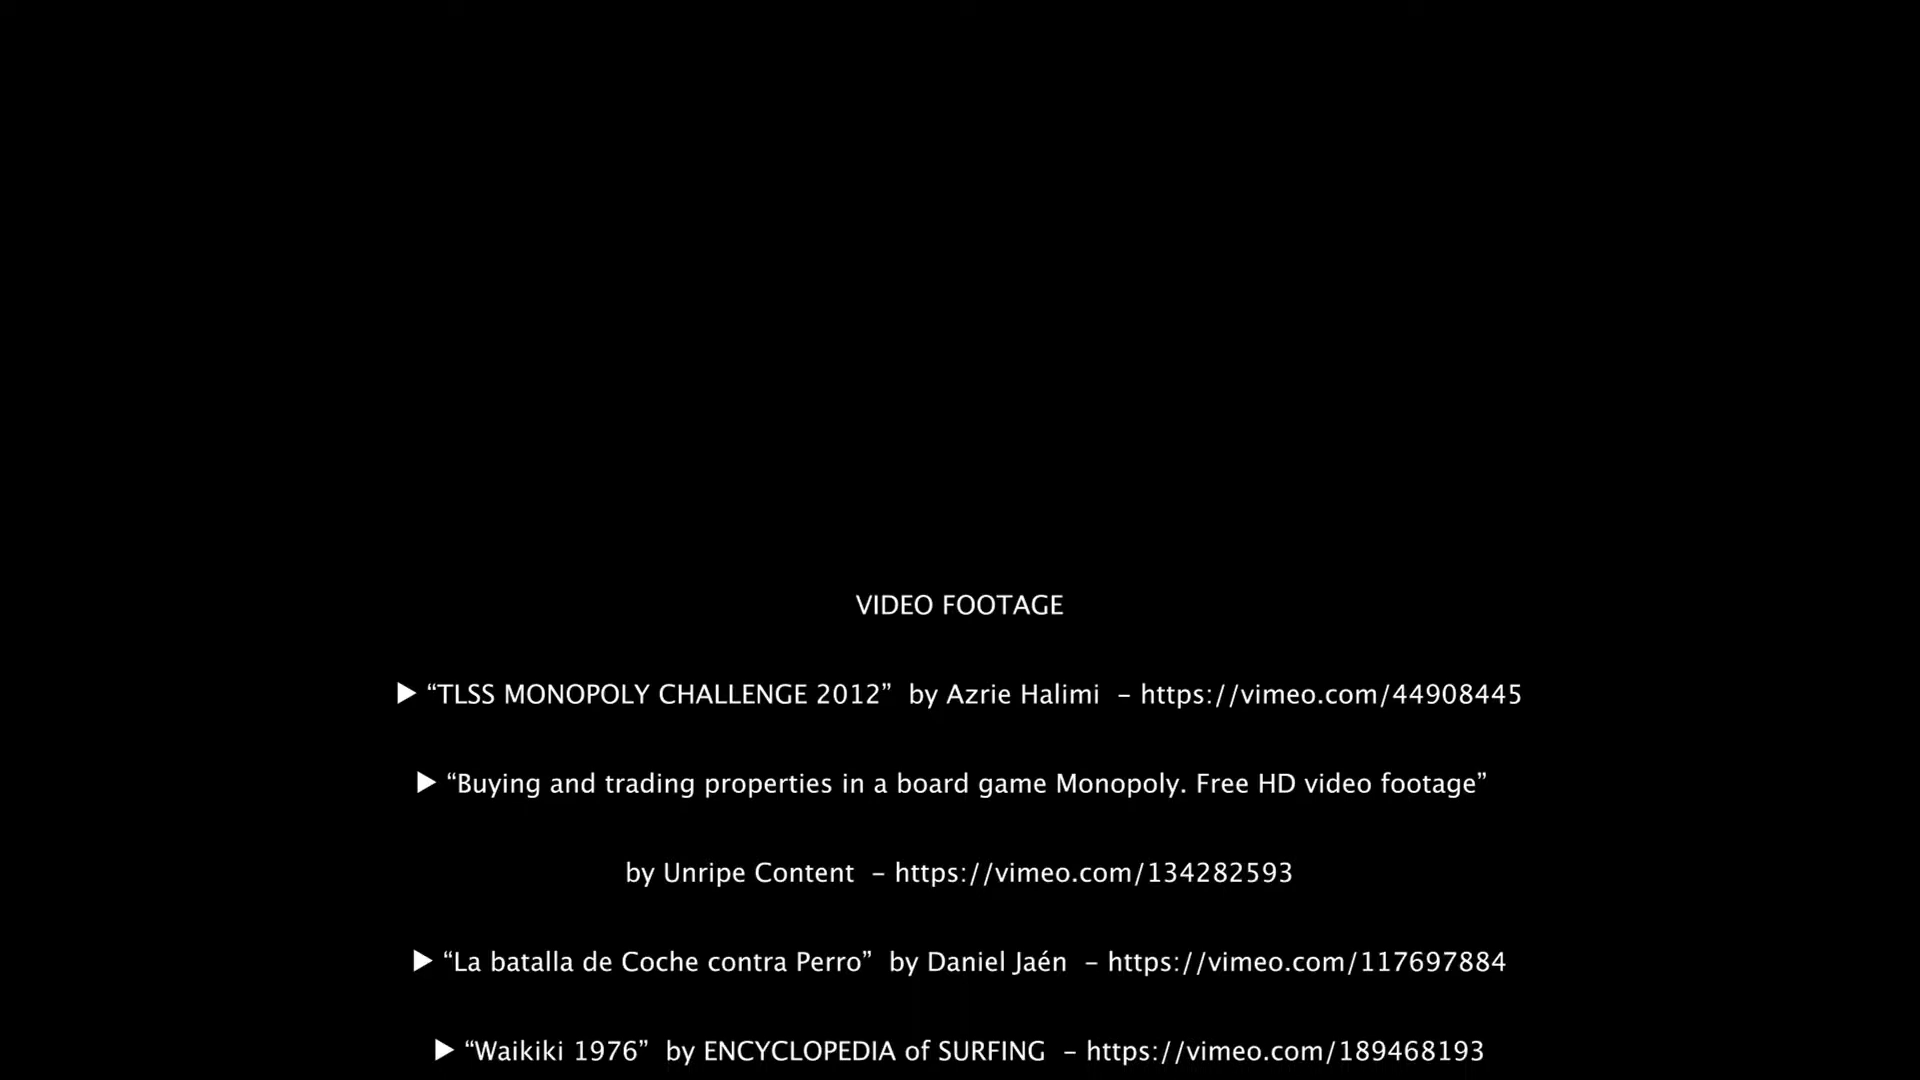 VIDEO FOOTAGE
▶ “TLSS MONOPOLY CHALLENGE 2012” by Azrie Halimi – https://vimeo.com/44908445
▶ “Buying and trading properties in a board game Monopoly. Free HD video footage”
by Unripe Content – https://vimeo.com/134282593
▶ “La batalla de Coche contra Perro” by Daniel Jaén – https://vimeo.com/117697884
▶ “Waikiki 1976” by ENCYCLOPEDIA of SURFING – https://vimeo.com/189468193